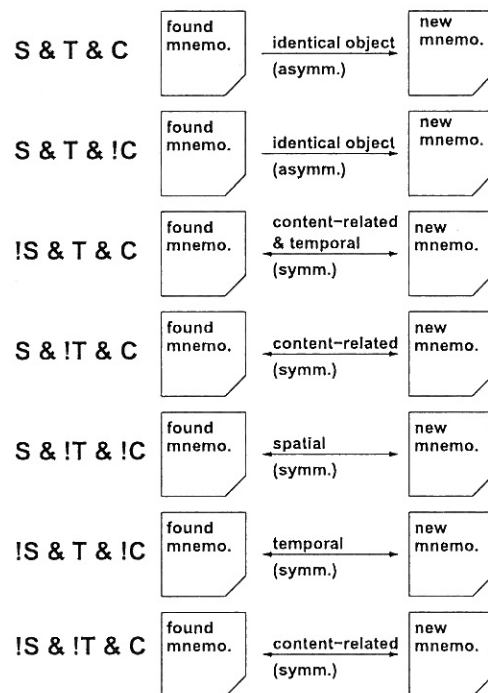 S & T & C
found
mnemo.
identical object
(asymm.)
new
mnemo.
S & T & !C
found
mnemo.
identical object
(asymm.)
new
mnemo.
!S & T & C
found
mnemo.
content-related
& temporal
(symm.)
new
mnemo.
S & !T & C
found
mnemo.
content-related
(symm.)
new
mnemo.
S & !T & !C
found
mnemo.
spatial
(symm.)
new
mnemo.
!S & T & !C
found
mnemo.
temporal
(symm.)
new
mnemo.
!S & !T & C
found
mnemo.
content-related
(symm.)
new
mnemo.